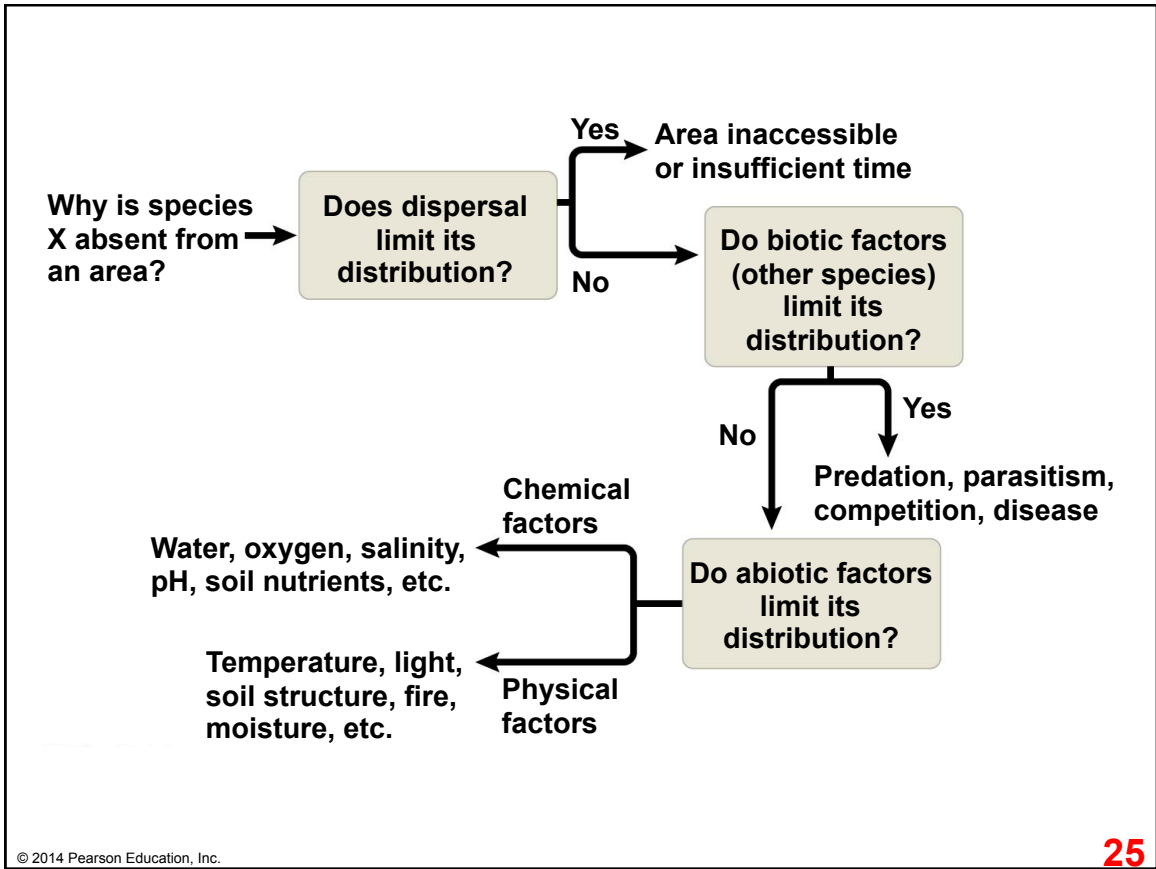 Why is species
X absent from
an area?
Does dispersal
limit its
distribution?
Yes
Area inaccessible
or insufficient time
No
Do biotic factors
(other species)
limit its
distribution?
Yes
Predation, parasitism,
competition, disease
No
Do abiotic factors
limit its
distribution?
Chemical
factors
Water, oxygen, salinity,
pH, soil nutrients, etc.
Physical
factors
Temperature, light,
soil structure, fire,
moisture, etc.
© 2014 Pearson Education, Inc.
25